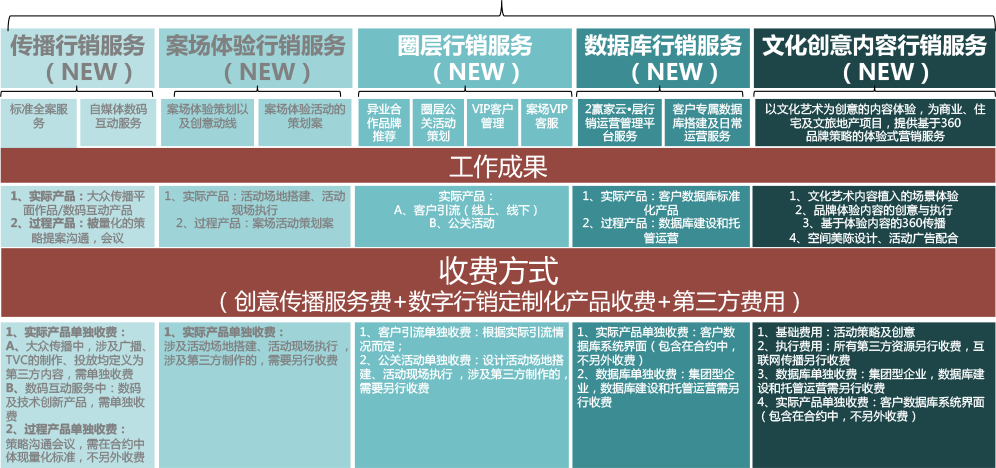 传播行销服务
（NEW）
案场体验行销服务
（NEW）
圈层行销服务
（NEW）
数据库行销服务
（NEW）
文化创意内容行销服务
（NEW）
标准全案服
务
自媒体数码
互动服务
案场体验策划以
及创意动线
案场体验活动的
策划案
异业合
作品牌
推荐
圈层公
关活动
策划
VIP客户
管理
案场VIP
客服
2赢家云•层行
销运营管理平
台服务
客户专属数据
库搭建及日常
运营服务
以文化艺术为创意的内容体验，为商业、住
宅及文旅地产项目，提供基于360
品牌策略的体验式营销服务
工作成果
1、实际产品：大众传播平
面作品/数码互动产品
2、过程产品：被量化的策
略提案沟通，会议
1、实际产品：活动场地搭建、活动
现场执行
2、过程产品：案场活动策划案
实际产品：
A、客户引流（线上、线下）
B、公关活动
1、实际产品：客户数据库标准
化产品
2、过程产品：数据库建设和托
管运营
1、文化艺术内容植入的场景体验
2、品牌体验内容的创意与执行
3、基于体验内容的360传播
4、空间美陈设计、活动广告配合
收费方式
（创意传播服务费+数字行销定制化产品收费+第三方费用）
1、实际产品单独收费：
A、大众传播中，涉及广播、
TVC的制作、投放均定义为
第三方内容，需单独收费
B、数码互动服务中：数码
及技术创新产品，需单独收
费
2、过程产品单独收费：
策略沟通会议，需在合约中
体现量化标准，不另外收费
1、实际产品单独收费：
涉及活动场地搭建、活动现场执行，
涉及第三方制作的，需要另行收费
1、客户引流单独收费：根据实际引流情
况而定；
2、公关活动单独收费：设计活动场地搭
建、活动现场执行，涉及第三方制作的，
需要另行收费
1、实际产品单独收费：客户数
据库系统界面（包含在合约中，
不另外收费）
2、数据库单独收费：集团型企
业，数据库建设和托管运营需另
行收费
1、基础费用：活动策略及创意
2、执行费用：所有第三方资源另行收费，互
联网传播另行收费
3、数据库单独收费：集团型企业，数据库建
设和托管运营需另行收费
4、实际产品单独收费：客户数据库系统界面
（包含在合约中，不另外收费）